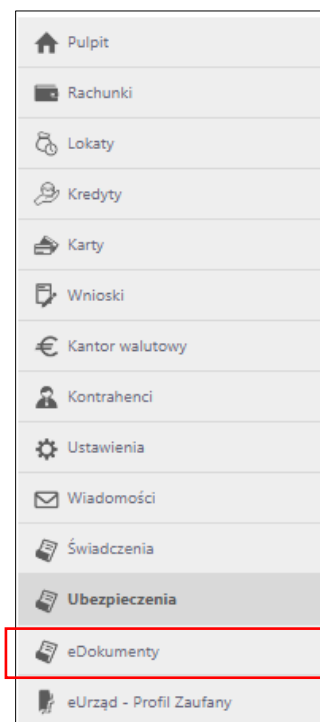 Pulpit
Rachunki
Lokaty
Kredyty
Karty
Wnioski
Kantor walutowy
Kontrahenci
Ustawienia
Wiadomości
Świadczenia
Ubezpieczenia
eDokumenty
eUrząd - Profil Zaufany